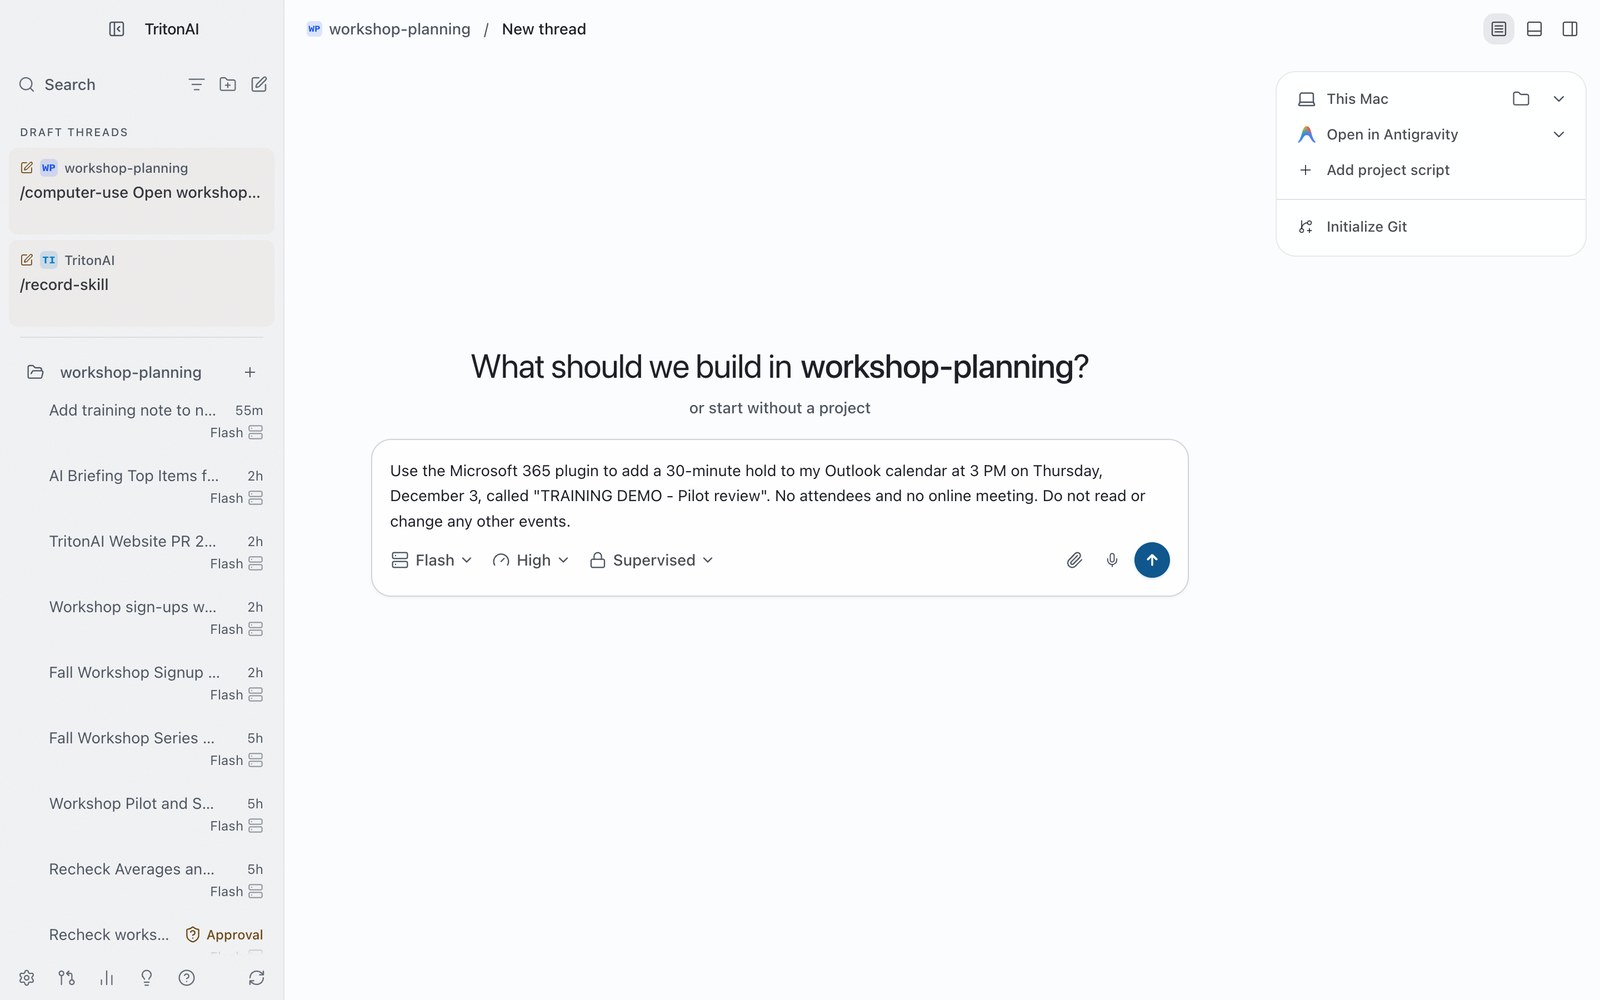 TritonAI
WP workshop-planning / New thread
Search
DRAFT THREADS
WP workshop-planning
/computer-use Open workshop...
TI TritonAI
/record-skill
workshop-planning
Add training note to n... 55m
Flash
AI Briefing Top Items f... 2h
Flash
TritonAI Website PR 2... 2h
Flash
Workshop sign-ups w... 2h
Flash
Fall Workshop Signup ... 2h
Flash
Fall Workshop Series ... 5h
Flash
Workshop Pilot and S... 5h
Flash
Recheck Averages an... 5h
Flash
Recheck works... Approval
This Mac
Open in Antigravity
Add project script
Initialize Git
What should we build in workshop-planning?
or start without a project
Use the Microsoft 365 plugin to add a 30-minute hold to my Outlook calendar at 3 PM on Thursday,
December 3, called "TRAINING DEMO - Pilot review". No attendees and no online meeting. Do not read or
change any other events.
Flash High Supervised